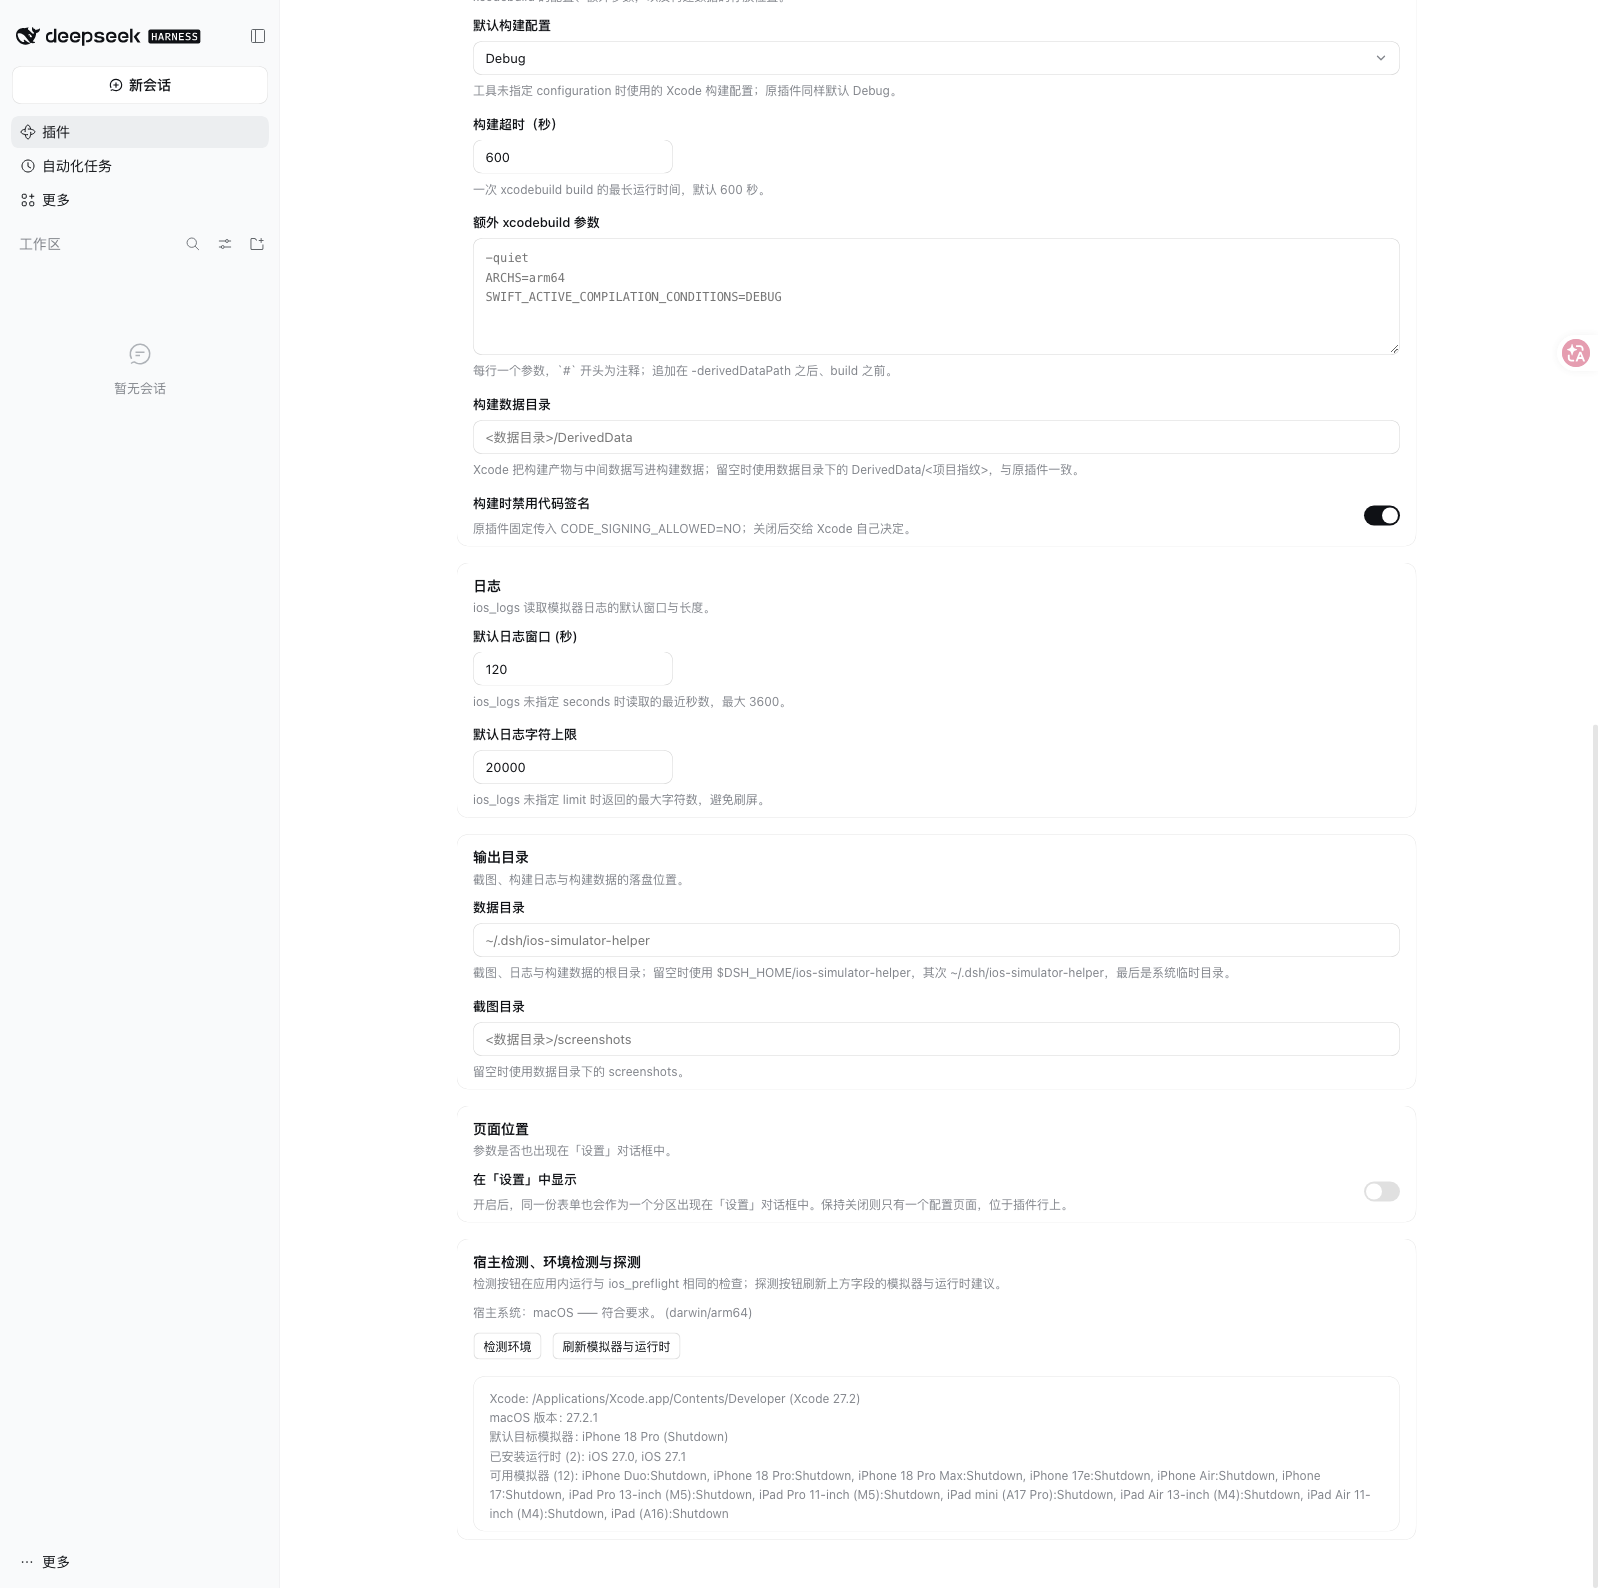 deepseek HARNESS
新会话
插件
自动化任务
更多
工作区
暂无会话
更多
默认构建配置
Debug
工具未指定 configuration 时使用的 Xcode 构建配置；原插件同样默认 Debug。
构建超时（秒）
600
一次 xcodebuild build 的最长运行时间，默认 600 秒。
额外 xcodebuild 参数
-quiet
ARCHS=arm64
SWIFT_ACTIVE_COMPILATION_CONDITIONS=DEBUG
每行一个参数，`#` 开头为注释；追加在 -derivedDataPath 之后、build 之前。
构建数据目录
<数据目录>/DerivedData
Xcode 把构建产物与中间数据写进构建数据；留空时使用数据目录下的 DerivedData/<项目指纹>，与原插件一致。
构建时禁用代码签名
原插件固定传入 CODE_SIGNING_ALLOWED=NO；关闭后交给 Xcode 自己决定。
日志
ios_logs 读取模拟器日志的默认窗口与长度。
默认日志窗口 (秒)
120
ios_logs 未指定 seconds 时读取的最近秒数，最大 3600。
默认日志字符上限
20000
ios_logs 未指定 limit 时返回的最大字符数，避免刷屏。
输出目录
截图、构建日志与构建数据的落盘位置。
数据目录
~/.dsh/ios-simulator-helper
截图、日志与构建数据的根目录；留空时使用 $DSH_HOME/ios-simulator-helper，其次 ~/.dsh/ios-simulator-helper，最后是系统临时目录。
截图目录
<数据目录>/screenshots
留空时使用数据目录下的 screenshots。
页面位置
参数是否也出现在「设置」对话框中。
在「设置」中显示
开启后，同一份表单也会作为一个分区出现在「设置」对话框中。保持关闭则只有一个配置页面，位于插件行上。
宿主检测、环境检测与探测
检测按钮在应用内运行与 ios_preflight 相同的检查；探测按钮刷新上方字段的模拟器与运行时建议。
宿主系统：macOS —— 符合要求。 (darwin/arm64)
检测环境 刷新模拟器与运行时
Xcode: /Applications/Xcode.app/Contents/Developer (Xcode 27.2)
macOS 版本: 27.2.1
默认目标模拟器: iPhone 18 Pro (Shutdown)
已安装运行时 (2): iOS 27.0, iOS 27.1
可用模拟器 (12): iPhone Duo:Shutdown, iPhone 18 Pro:Shutdown, iPhone 18 Pro Max:Shutdown, iPhone 17e:Shutdown, iPhone Air:Shutdown, iPhone
17:Shutdown, iPad Pro 13-inch (M5):Shutdown, iPad Pro 11-inch (M5):Shutdown, iPad mini (A17 Pro):Shutdown, iPad Air 13-inch (M4):Shutdown, iPad Air 11-
inch (M4):Shutdown, iPad (A16):Shutdown